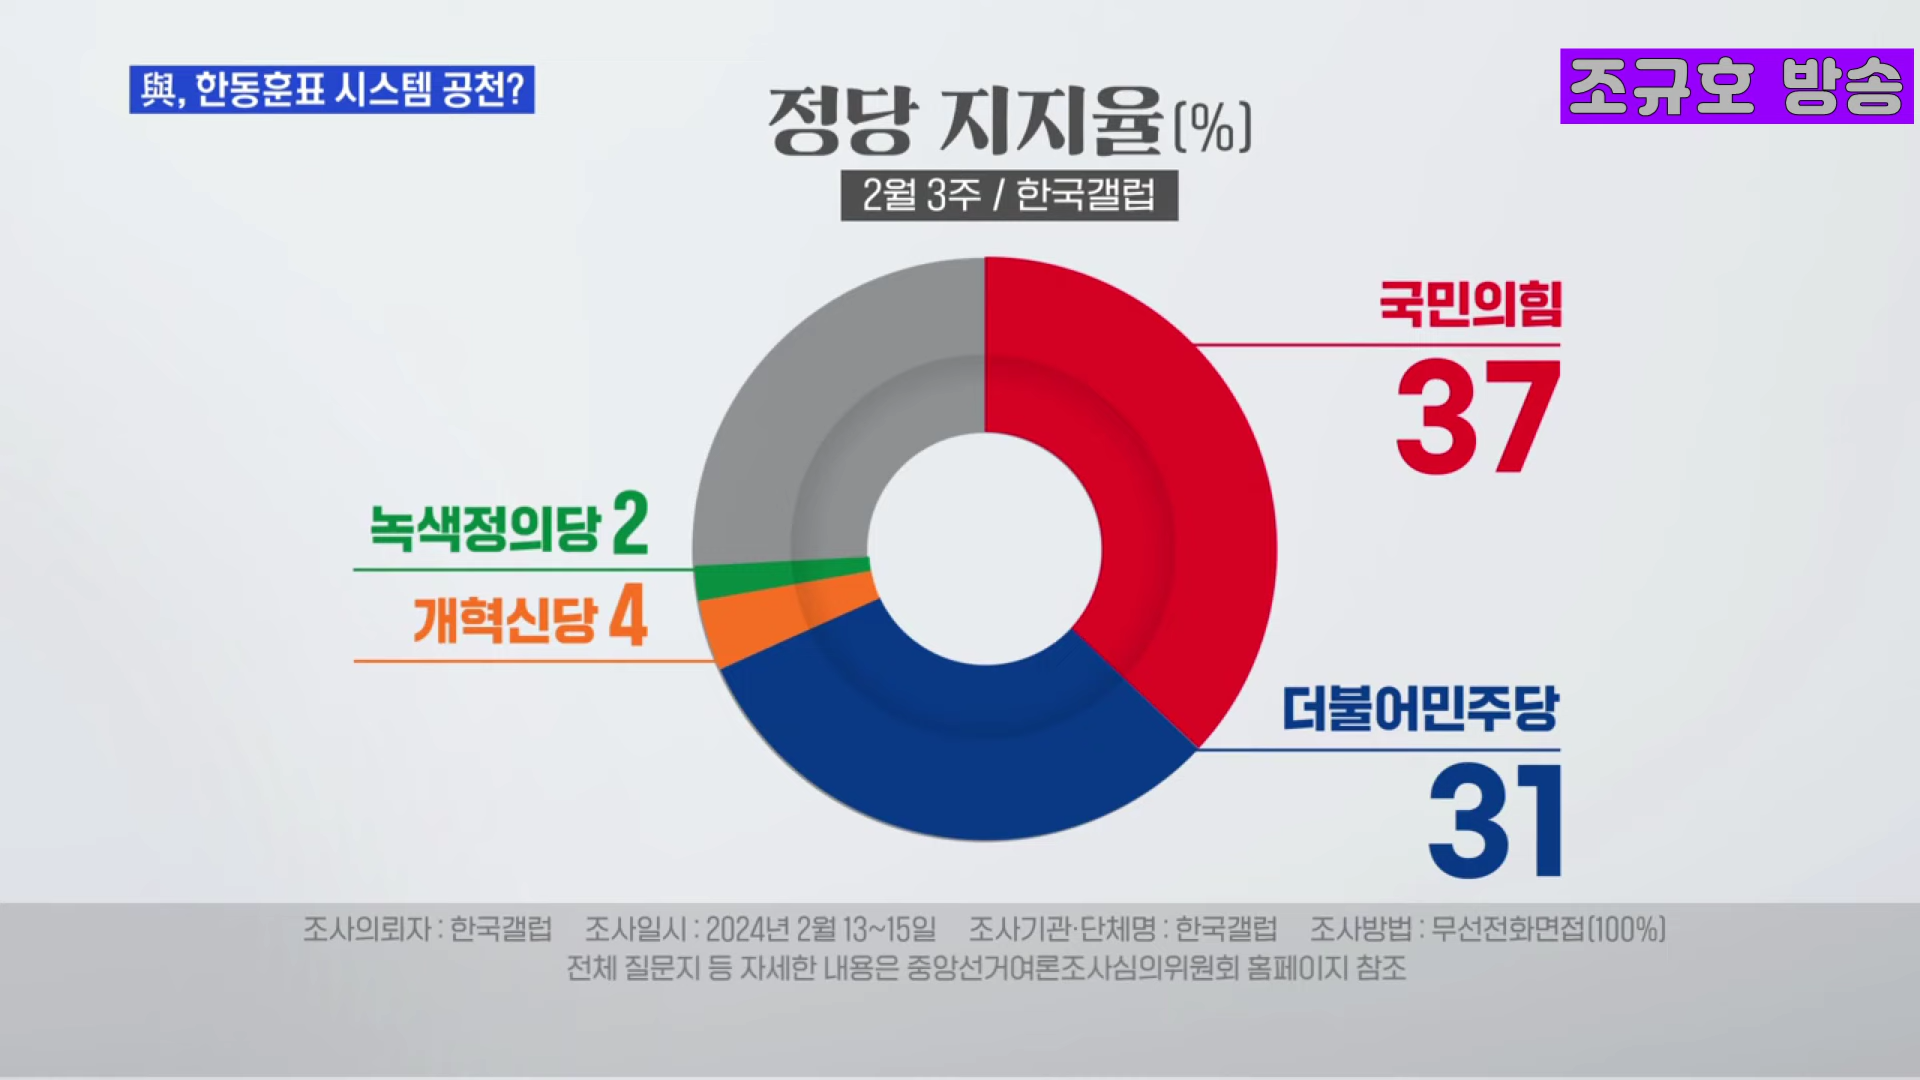 與, 한동훈표 시스템 공천?
조규호 방송
정당 지지율(%)
2월 3주 / 한국갤럽
국민의힘
37
녹색정의당 2
개혁신당 4
더불어민주당
31
조사의뢰자 : 한국갤럽 조사일시 : 2024년 2월 13~15일 조사기관·단체명 : 한국갤럽 조사방법 : 무선전화면접(100%)
전체 질문지 등 자세한 내용은 중앙선거여론조사심의위원회 홈페이지 참조